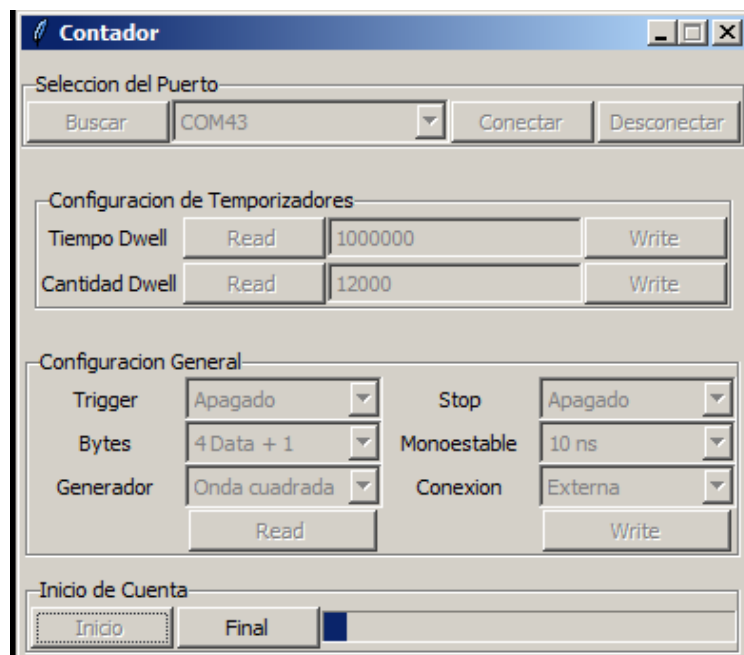 Contador
Seleccion del Puerto
Buscar COM43 Conectar Desconectar
Configuracion de Temporizadores
Tiempo Dwell Read 1000000 Write
Cantidad Dwell Read 12000 Write
Configuracion General
Trigger Apagado Stop Apagado
Bytes 4 Data + 1 Monoestable 10 ns
Generador Onda cuadrada Conexion Externa
Read Write
Inicio de Cuenta
Inicio Final